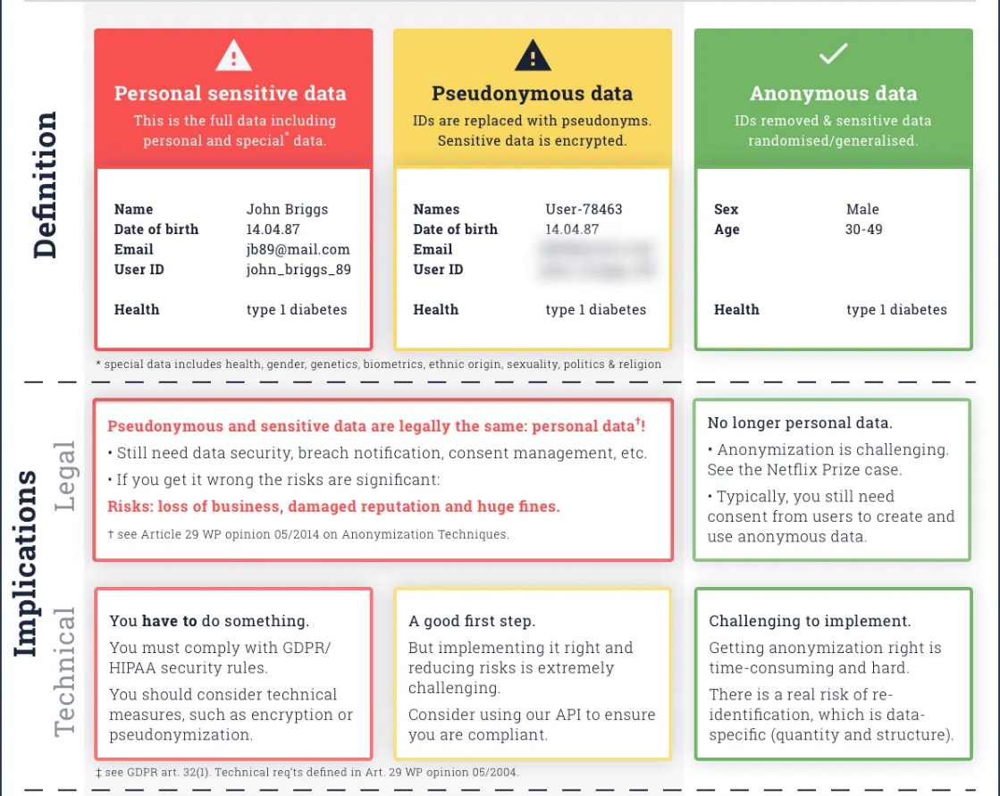 Definition
Personal sensitive data
This is the full data including
personal and special* data.
Name John Briggs
Date of birth 14.04.87
Email jb89@mail.com
User ID john_briggs_89
Health type 1 diabetes
Pseudonymous data
IDs are replaced with pseudonyms.
Sensitive data is encrypted.
Names User-78463
Date of birth 14.04.87
Email
User ID
Health type 1 diabetes
Anonymous data
IDs removed & sensitive data
randomised/generalised.
Sex Male
Age 30-49
Health type 1 diabetes
* special data includes health, gender, genetics, biometrics, ethnic origin, sexuality, politics & religion
Implications
Legal
Pseudonymous and sensitive data are legally the same: personal data†!
• Still need data security, breach notification, consent management, etc.
• If you get it wrong the risks are significant:
Risks: loss of business, damaged reputation and huge fines.
† see Article 29 WP opinion 05/2014 on Anonymization Techniques.
No longer personal data.
• Anonymization is challenging.
See the Netflix Prize case.
• Typically, you still need
consent from users to create and
use anonymous data.
Technical
You have to do something.
You must comply with GDPR/
HIPAA security rules.
You should consider technical
measures, such as encryption or
pseudonymization.
A good first step.
But implementing it right and
reducing risks is extremely
challenging.
Consider using our API to ensure
you are compliant.
Challenging to implement.
Getting anonymization right is
time-consuming and hard.
There is a real risk of re-
identification, which is data-
specific (quantity and structure).
‡ see GDPR art. 32(1). Technical req'ts defined in Art. 29 WP opinion 05/2004.